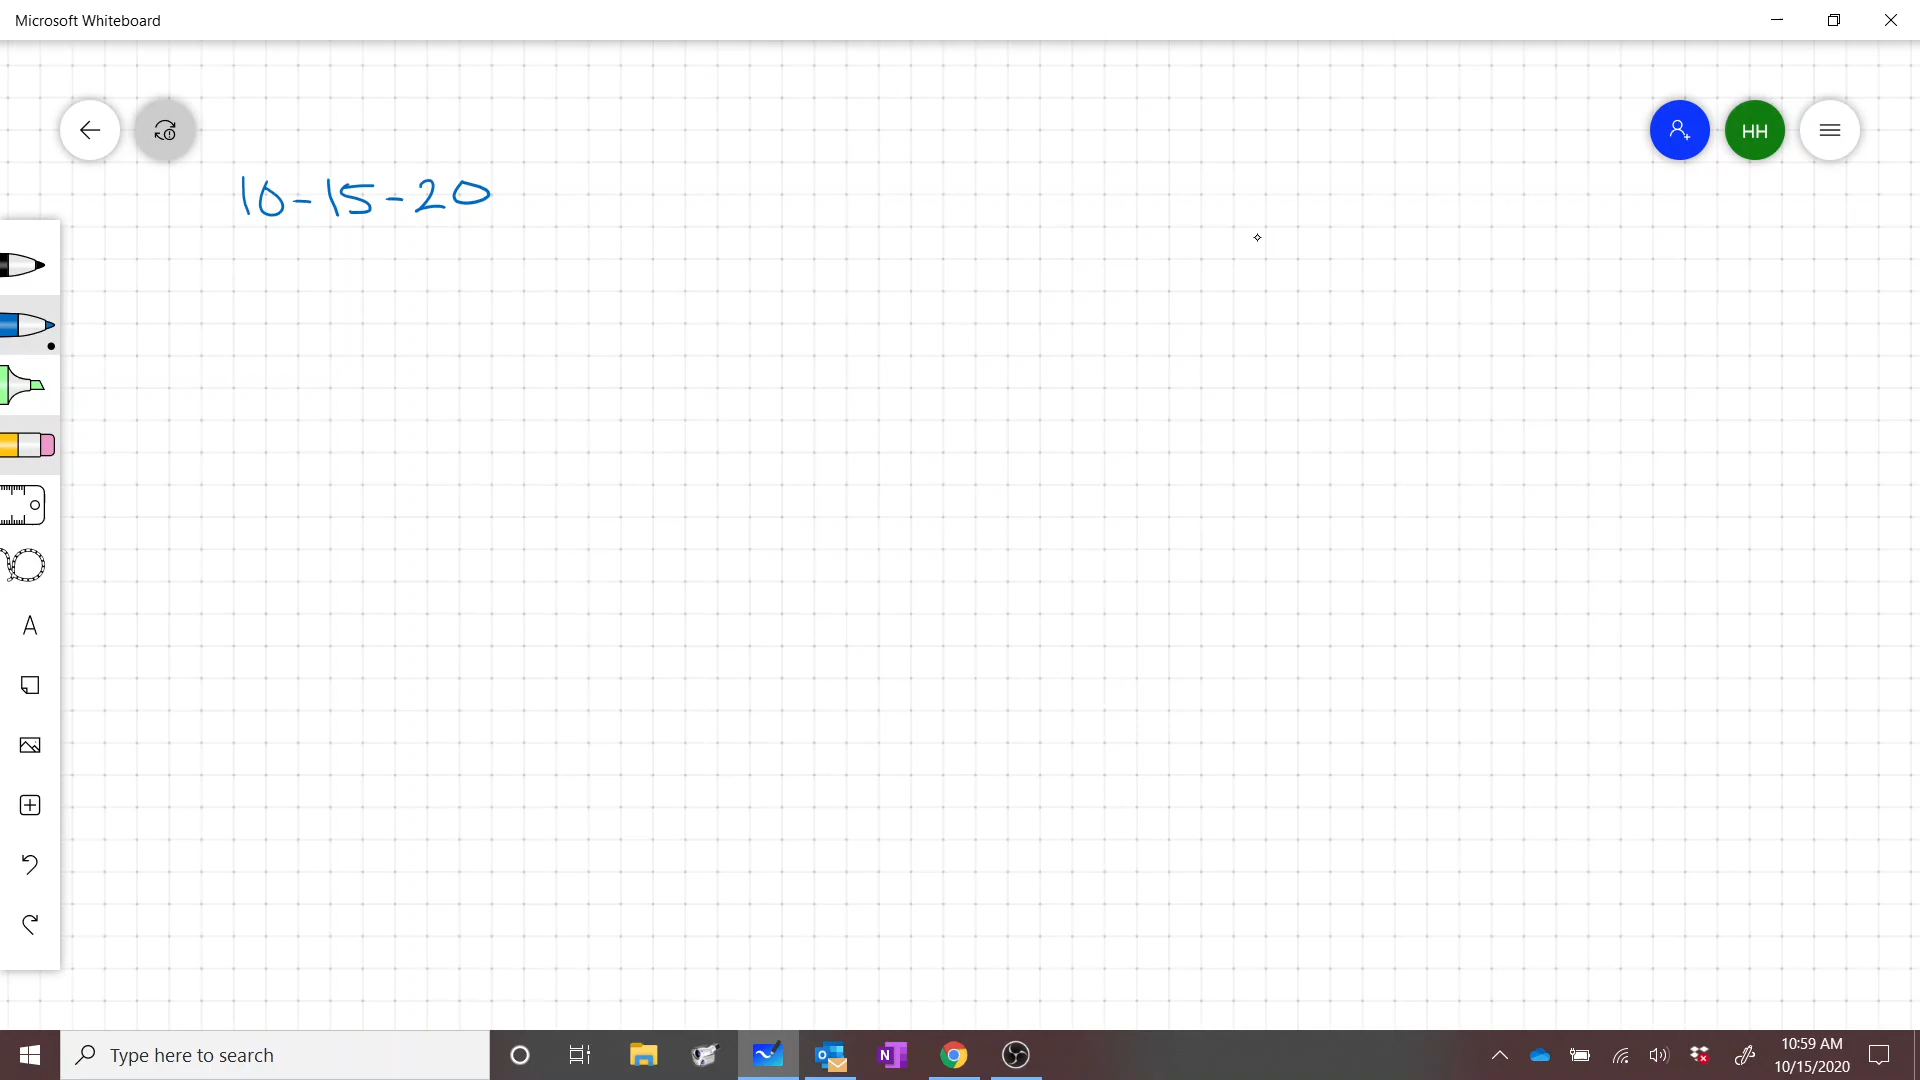 Microsoft Whiteboard
HH
10-15-20
A
Type here to search
10:59 AM
10/15/2020